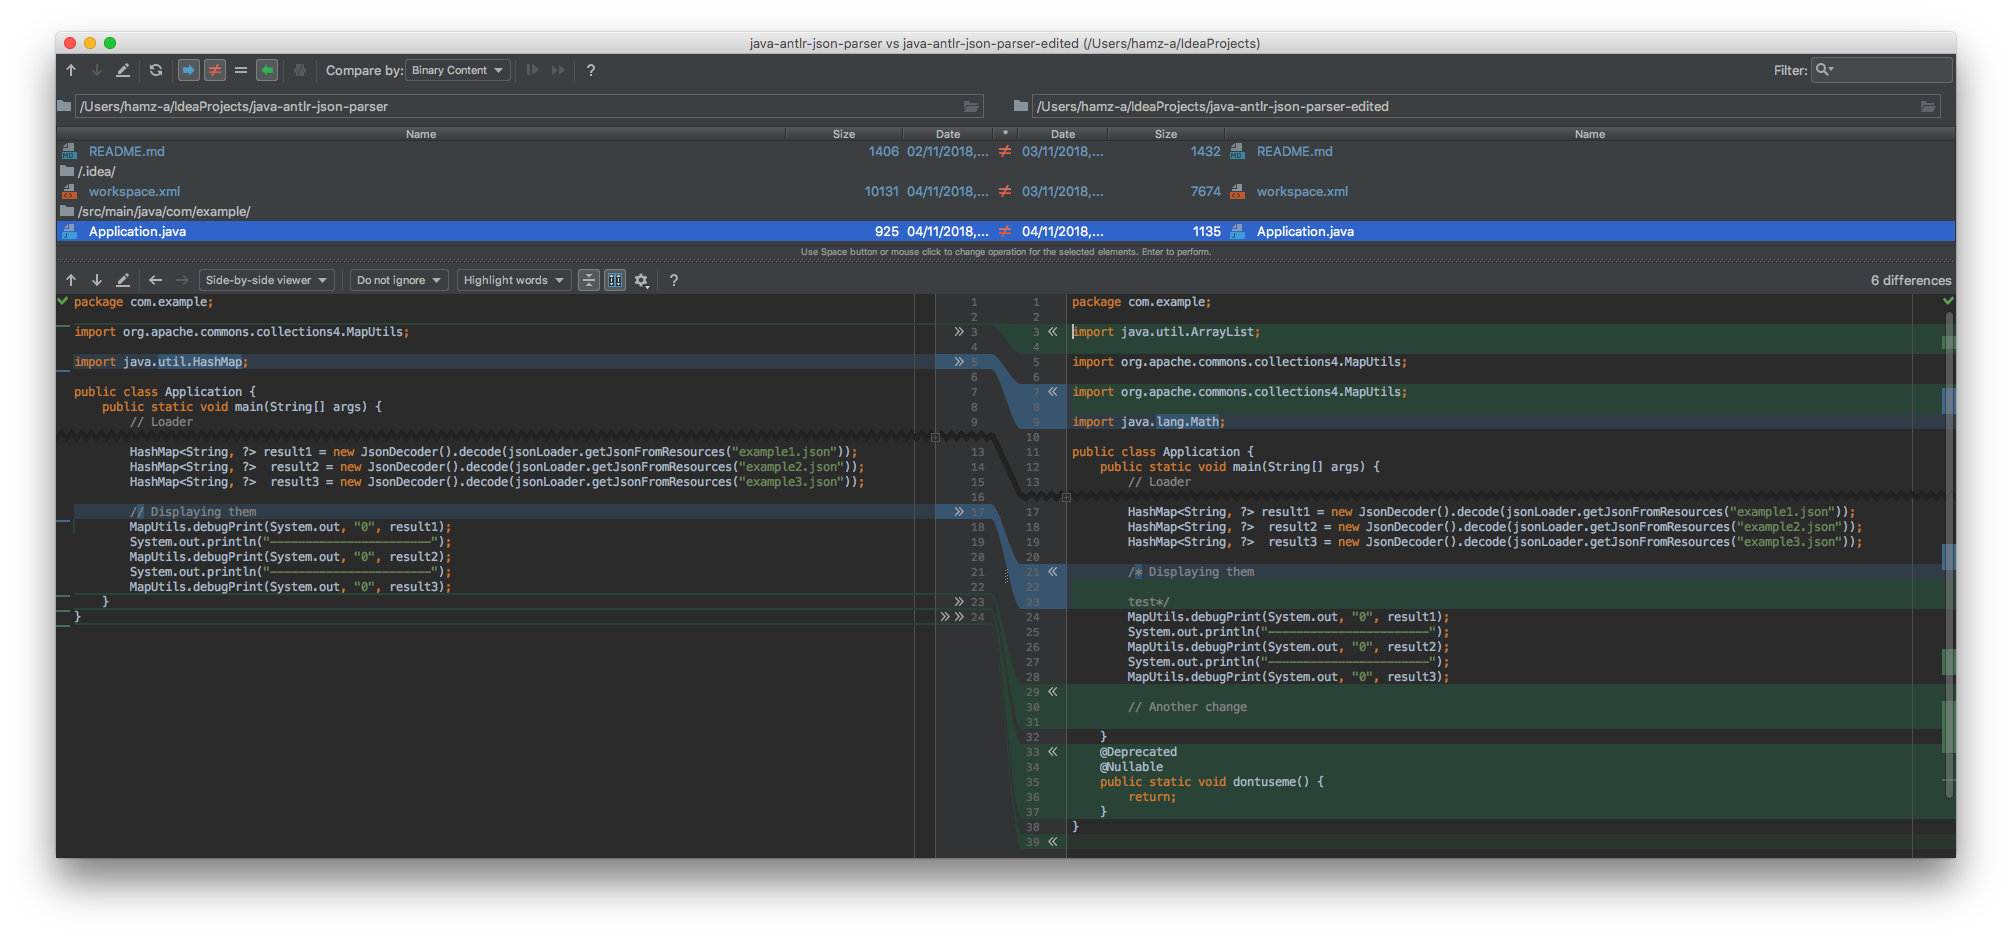 java-antlr-json-parser vs java-antlr-json-parser-edited (/Users/hamz-a/IdeaProjects)
Compare by: Binary Content ? Filter:
/Users/hamz-a/IdeaProjects/java-antlr-json-parser /Users/hamz-a/IdeaProjects/java-antlr-json-parser-edited
Name Size Date * Date Size Name
README.md 1406 02/11/2018,... ≠ 03/11/2018,... 1432 README.md
/.idea/
workspace.xml 10131 04/11/2018,... ≠ 03/11/2018,... 7674 workspace.xml
/src/main/java/com/example/
Application.java 925 04/11/2018,... ≠ 04/11/2018,... 1135 Application.java
Use Space button or mouse click to change operation for the selected elements. Enter to perform.
Side-by-side viewer Do not ignore Highlight words ? 6 differences
package com.example; 1
2
import org.apache.commons.collections4.MapUtils; » 3
4
import java.util.HashMap; » 5
6
public class Application { 7
public static void main(String[] args) { 8
// Loader 9
HashMap<String, ?> result1 = new JsonDecoder().decode(jsonLoader.getJsonFromResources("example1.json")); 13
HashMap<String, ?>  result2 = new JsonDecoder().decode(jsonLoader.getJsonFromResources("example2.json")); 14
HashMap<String, ?>  result3 = new JsonDecoder().decode(jsonLoader.getJsonFromResources("example3.json")); 15
16
// Displaying them » 17
MapUtils.debugPrint(System.out, "0", result1); 18
System.out.println("———————————————————————"); 19
MapUtils.debugPrint(System.out, "0", result2); 20
System.out.println("———————————————————————"); 21
MapUtils.debugPrint(System.out, "0", result3); 22
} » 23
} » » 24
1 package com.example;
2
3 « import java.util.ArrayList;
4
5 import org.apache.commons.collections4.MapUtils;
6
7 « import org.apache.commons.collections4.MapUtils;
8
9 import java.lang.Math;
10
11 public class Application {
12 public static void main(String[] args) {
13 // Loader
17 HashMap<String, ?> result1 = new JsonDecoder().decode(jsonLoader.getJsonFromResources("example1.json"));
18 HashMap<String, ?>  result2 = new JsonDecoder().decode(jsonLoader.getJsonFromResources("example2.json"));
19 HashMap<String, ?>  result3 = new JsonDecoder().decode(jsonLoader.getJsonFromResources("example3.json"));
20
21 « /* Displaying them
22
23 test*/
24 MapUtils.debugPrint(System.out, "0", result1);
25 System.out.println("———————————————————————");
26 MapUtils.debugPrint(System.out, "0", result2);
27 System.out.println("———————————————————————");
28 MapUtils.debugPrint(System.out, "0", result3);
29 «
30 // Another change
31
32 }
33 « @Deprecated
34 @Nullable
35 public static void dontuseme() {
36 return;
37 }
38 }
39 «